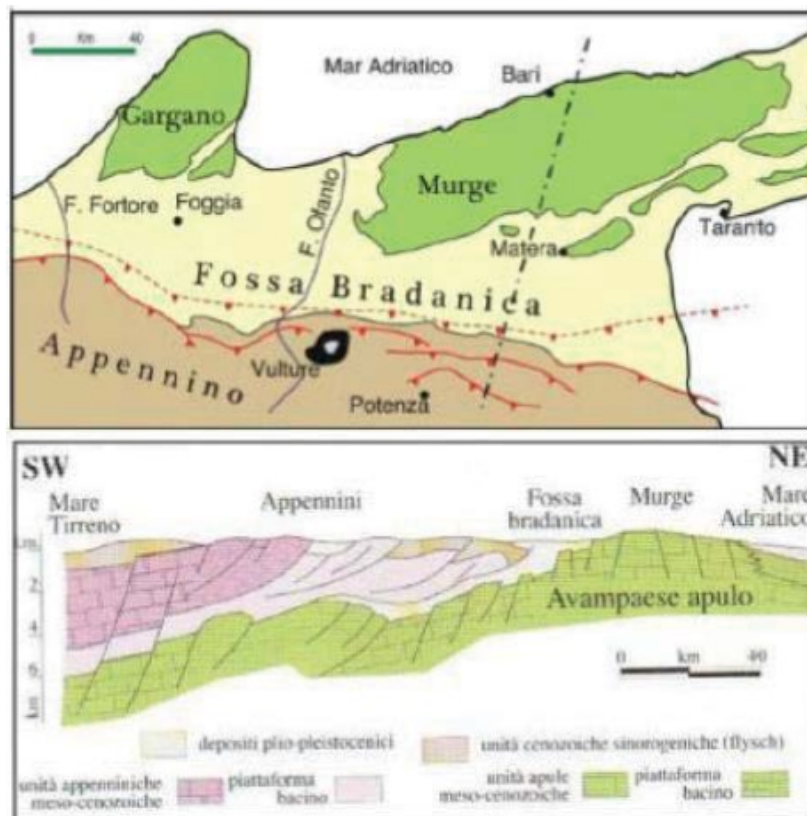 0 Km 40
Mar Adriatico
Bari
Gargano
Murge
F. Fortore
Foggia
F. Ofanto
Matera
Taranto
Fossa Bradanica
Appennino
Vulture
Potenza
SW
NE
Mare Tirreno
Appennini
Fossa bradanica
Murge
Mare Adriatico
km
2
4
6
km
Avampaese apulo
0 km 40
depositi plio-pleistocenici
unità cenozoiche sinorogeniche (flysch)
unità appenniniche meso-cenozoiche
piattaforma
bacino
unità apule meso-cenozoiche
piattaforma
bacino